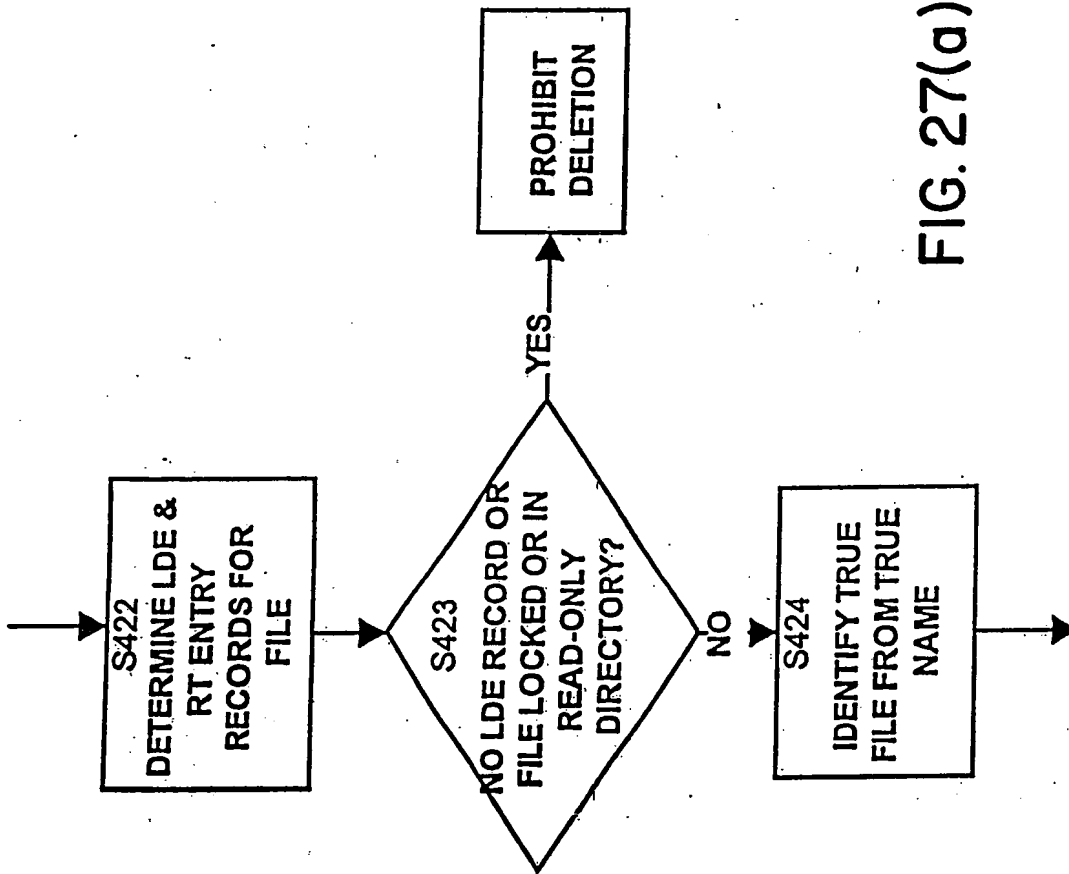 S422
DETERMINE LDE &
RT ENTRY
RECORDS FOR
FILE
S423
NO LDE RECORD OR
FILE LOCKED OR IN
READ-ONLY
DIRECTORY?
YES
PROHIBIT
DELETION
NO
S424
IDENTIFY TRUE
FILE FROM TRUE
NAME
FIG. 27(a)